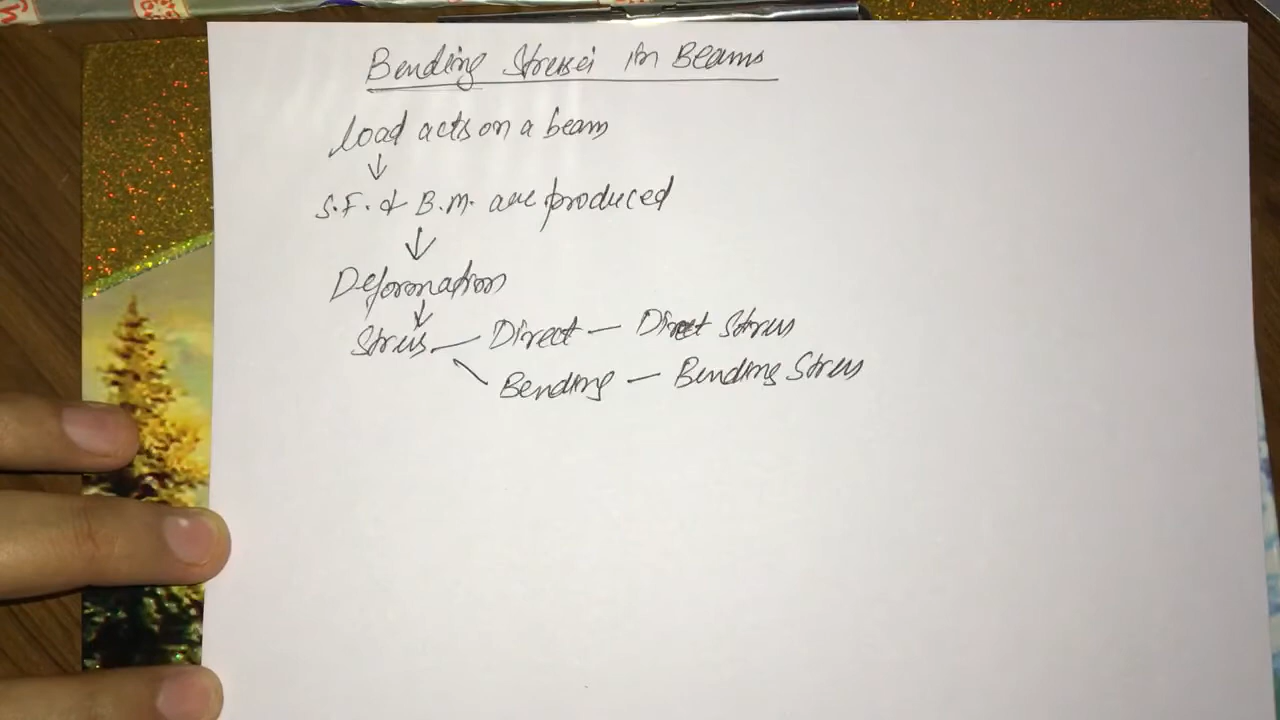 Bending Stresses in Beams
load acts on a beam
↓
S.F. & B.M. are produced
↓
Deformation
↓
Stress — Direct — Direct Stress
Bending — Bending Stress